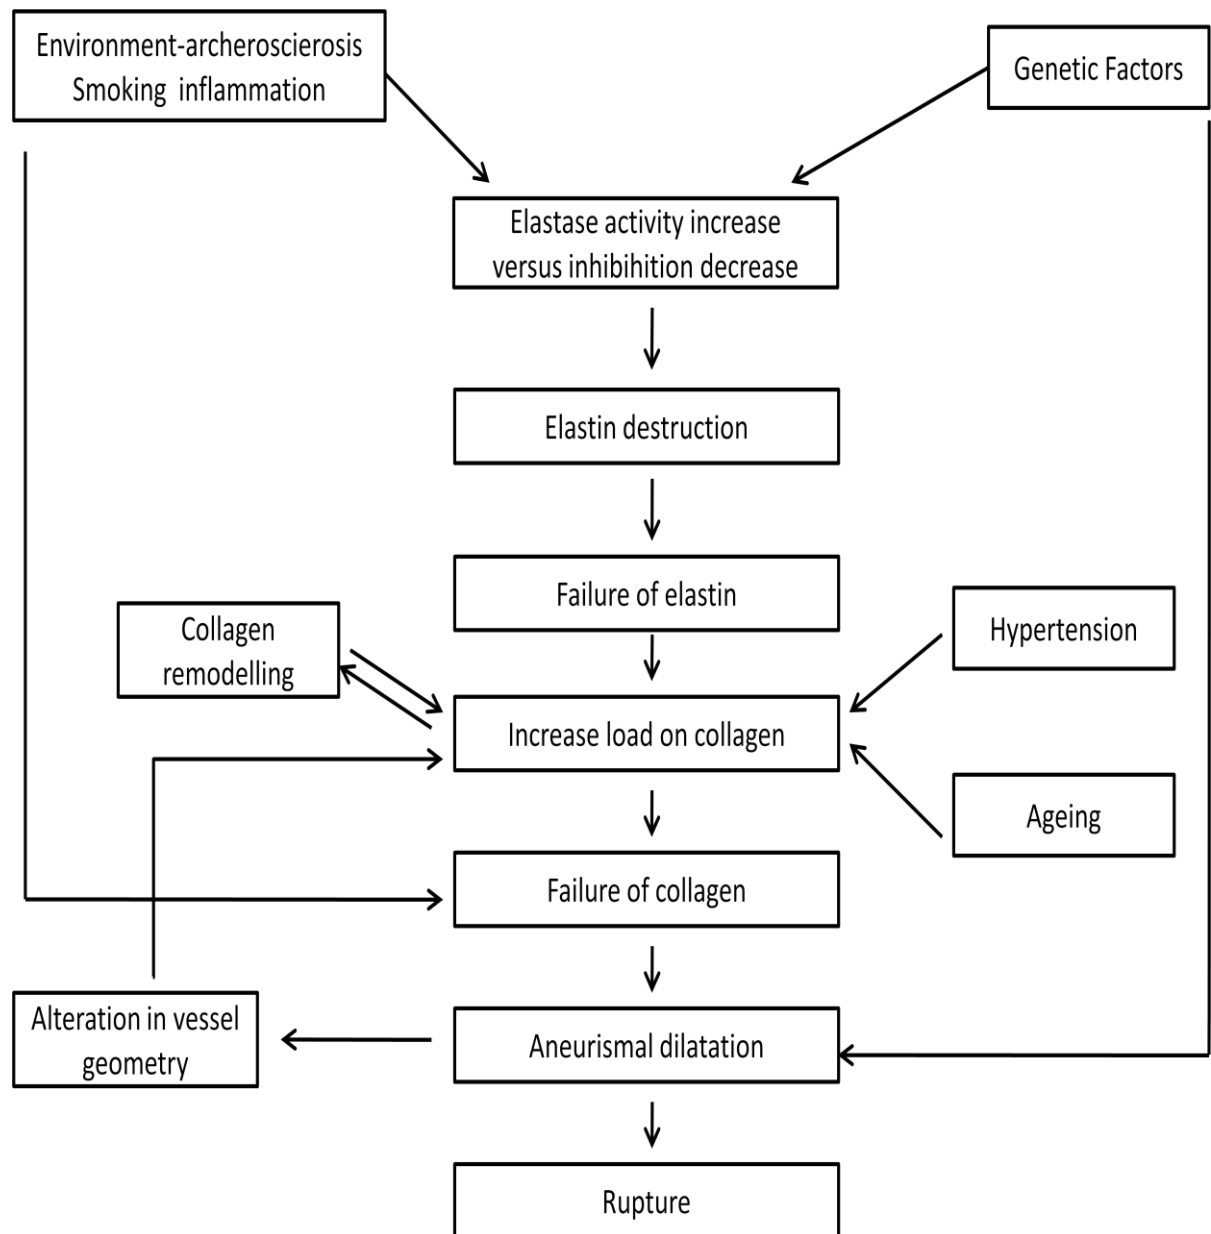 Environment-archeroscierosis
Smoking inflammation
Genetic Factors
Elastase activity increase
versus inhibihition decrease
Elastin destruction
Failure of elastin
Collagen
remodelling
Hypertension
Increase load on collagen
Ageing
Failure of collagen
Alteration in vessel
geometry
Aneurismal dilatation
Rupture